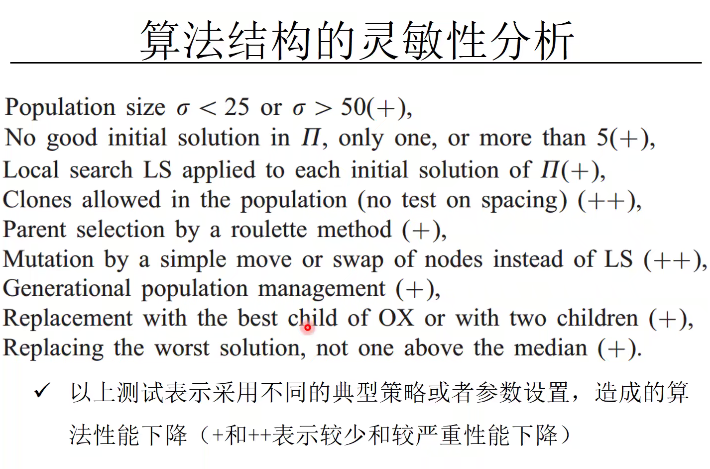 算法结构的灵敏性分析
Population size σ < 25 or σ > 50(+),
No good initial solution in Π, only one, or more than 5(+),
Local search LS applied to each initial solution of Π(+),
Clones allowed in the population (no test on spacing) (++),
Parent selection by a roulette method (+),
Mutation by a simple move or swap of nodes instead of LS (++),
Generational population management (+),
Replacement with the best child of OX or with two children (+),
Replacing the worst solution, not one above the median (+).
✓ 以上测试表示采用不同的典型策略或者参数设置，造成的算
法性能下降（+和++表示较少和较严重性能下降）